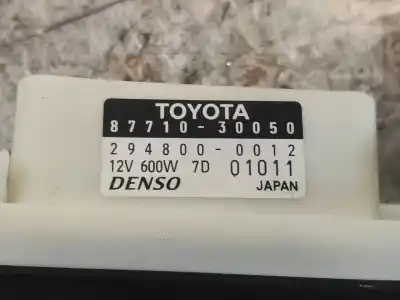 TOYOTA
87710-30050
294800-0012
12V 600W 7D 01011
DENSO JAPAN